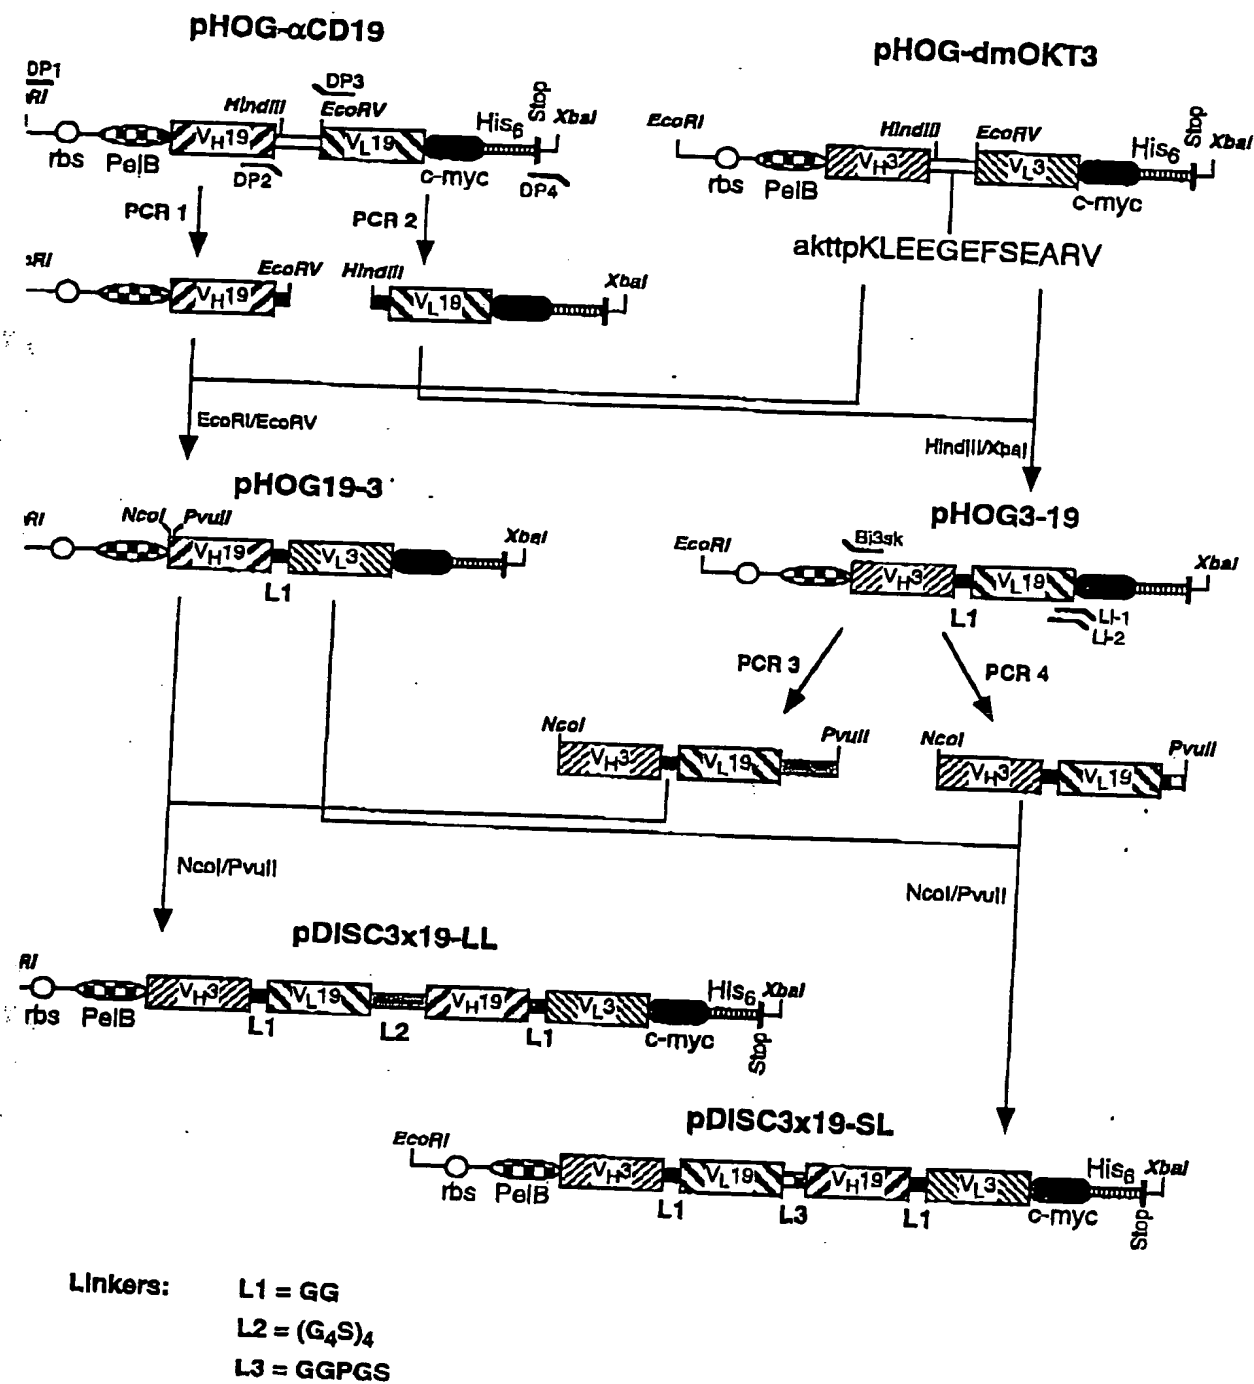 pHOG-αCD19
pHOG-dmOKT3
DP1
RI
HindIII
DP3
EcoRV
His6
Stop
XbaI
VH19
VL19
rbs
PelB
DP2
c-myc
DP4
EcoRI
HindIII
EcoRV
His6
Stop
XbaI
VH3
VL3
rbs
PelB
c-myc
PCR 1
PCR 2
akttpKLEEGEFSEARV
RI
EcoRV
HindIII
XbaI
VH19
VL19
EcoRI/EcoRV
HindIII/XbaI
pHOG19-3
pHOG3-19
RI
NcoI
PvuII
XbaI
VH19
VL3
L1
EcoRI
Bi3sk
XbaI
VH3
VL19
L1
LI-1
LI-2
PCR 3
PCR 4
NcoI
PvuII
VH3
VL19
NcoI
PvuII
VH3
VL19
NcoI/PvuII
NcoI/PvuII
pDISC3x19-LL
RI
His6
XbaI
VH3
VL19
VH19
VL3
rbs
PelB
L1
L2
L1
c-myc
Stop
pDISC3x19-SL
EcoRI
His6
XbaI
VH3
VL19
VH19
VL3
rbs
PelB
L1
L3
L1
c-myc
Stop
Linkers:
L1 = GG
L2 = (G4S)4
L3 = GGPGS